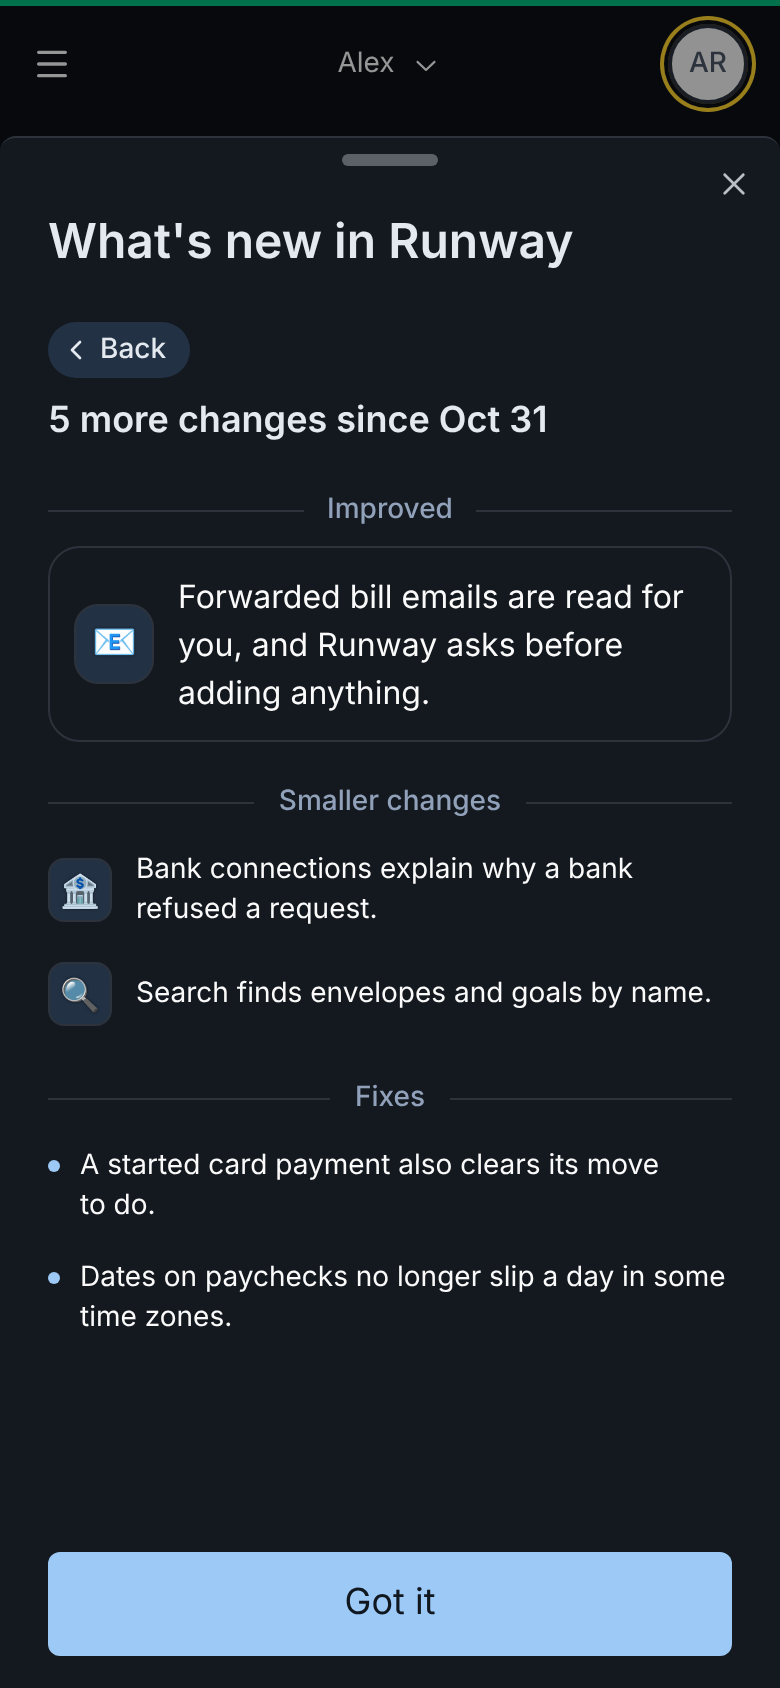 Alex
AR
What's new in Runway
Back
5 more changes since Oct 31
Improved
Forwarded bill emails are read for
you, and Runway asks before
adding anything.
Smaller changes
Bank connections explain why a bank
refused a request.
Search finds envelopes and goals by name.
Fixes
A started card payment also clears its move
to do.
Dates on paychecks no longer slip a day in some
time zones.
Got it